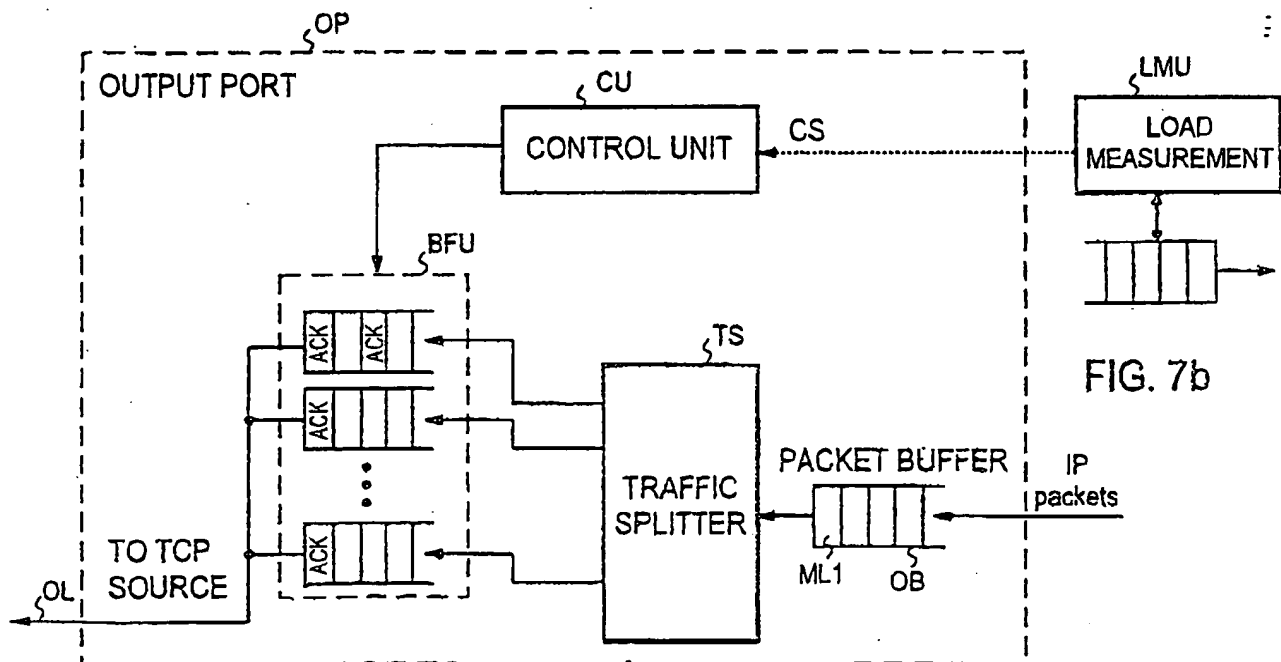 OP
OUTPUT PORT
CU
CONTROL UNIT
CS
LMU
LOAD
MEASUREMENT
BFU
ACK
ACK
ACK
ACK
TS
TRAFFIC
SPLITTER
FIG. 7b
PACKET BUFFER
IP
packets
ML1
OB
TO TCP
SOURCE
OL